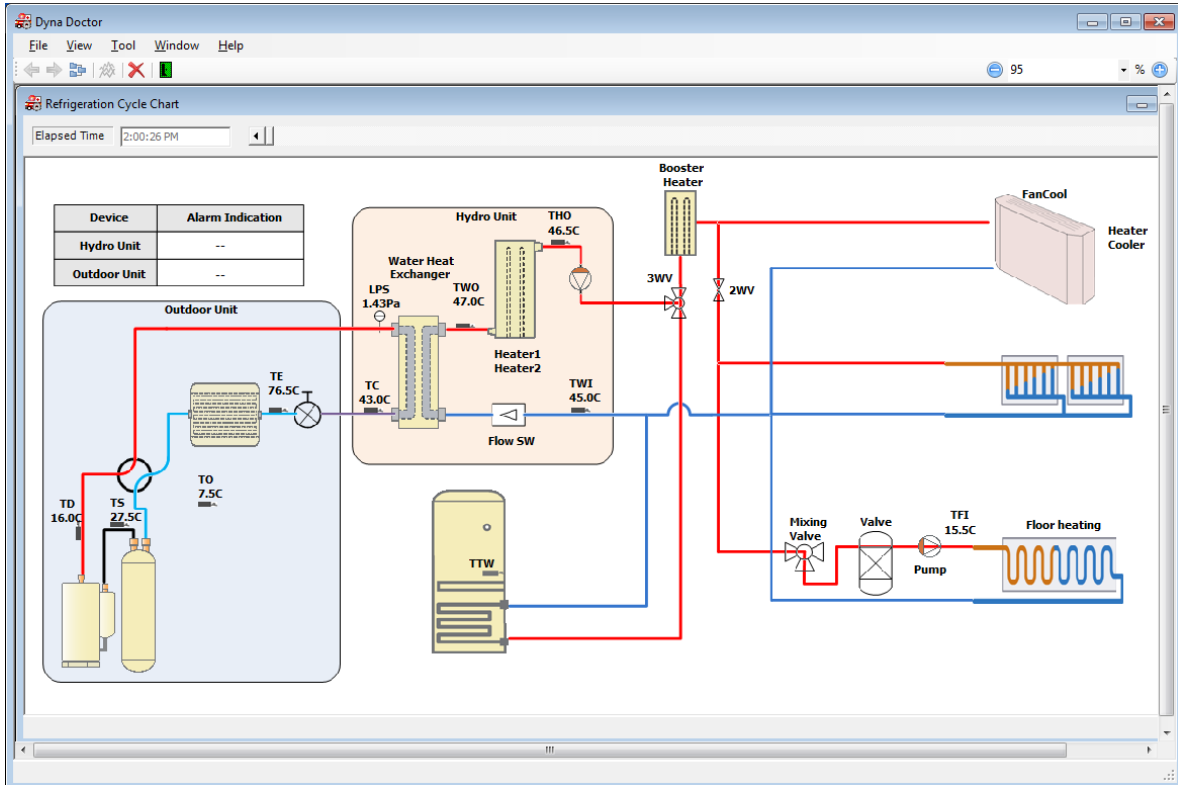 Dyna Doctor
File View Tool Window Help
95 %
Refrigeration Cycle Chart
Elapsed Time 2:00:26 PM
Device Alarm Indication
Hydro Unit --
Outdoor Unit --
Outdoor Unit
TE
76.5C
TO
7.5C
TD
16.0C
TS
27.5C
Hydro Unit
Water Heat
Exchanger
LPS
1.43Pa
TWO
47.0C
THO
46.5C
Heater1
Heater2
TC
43.0C
TWI
45.0C
Flow SW
TTW
Booster
Heater
3WV
2WV
FanCool
Heater
Cooler
Mixing
Valve
Valve
TFI
15.5C
Pump
Floor heating